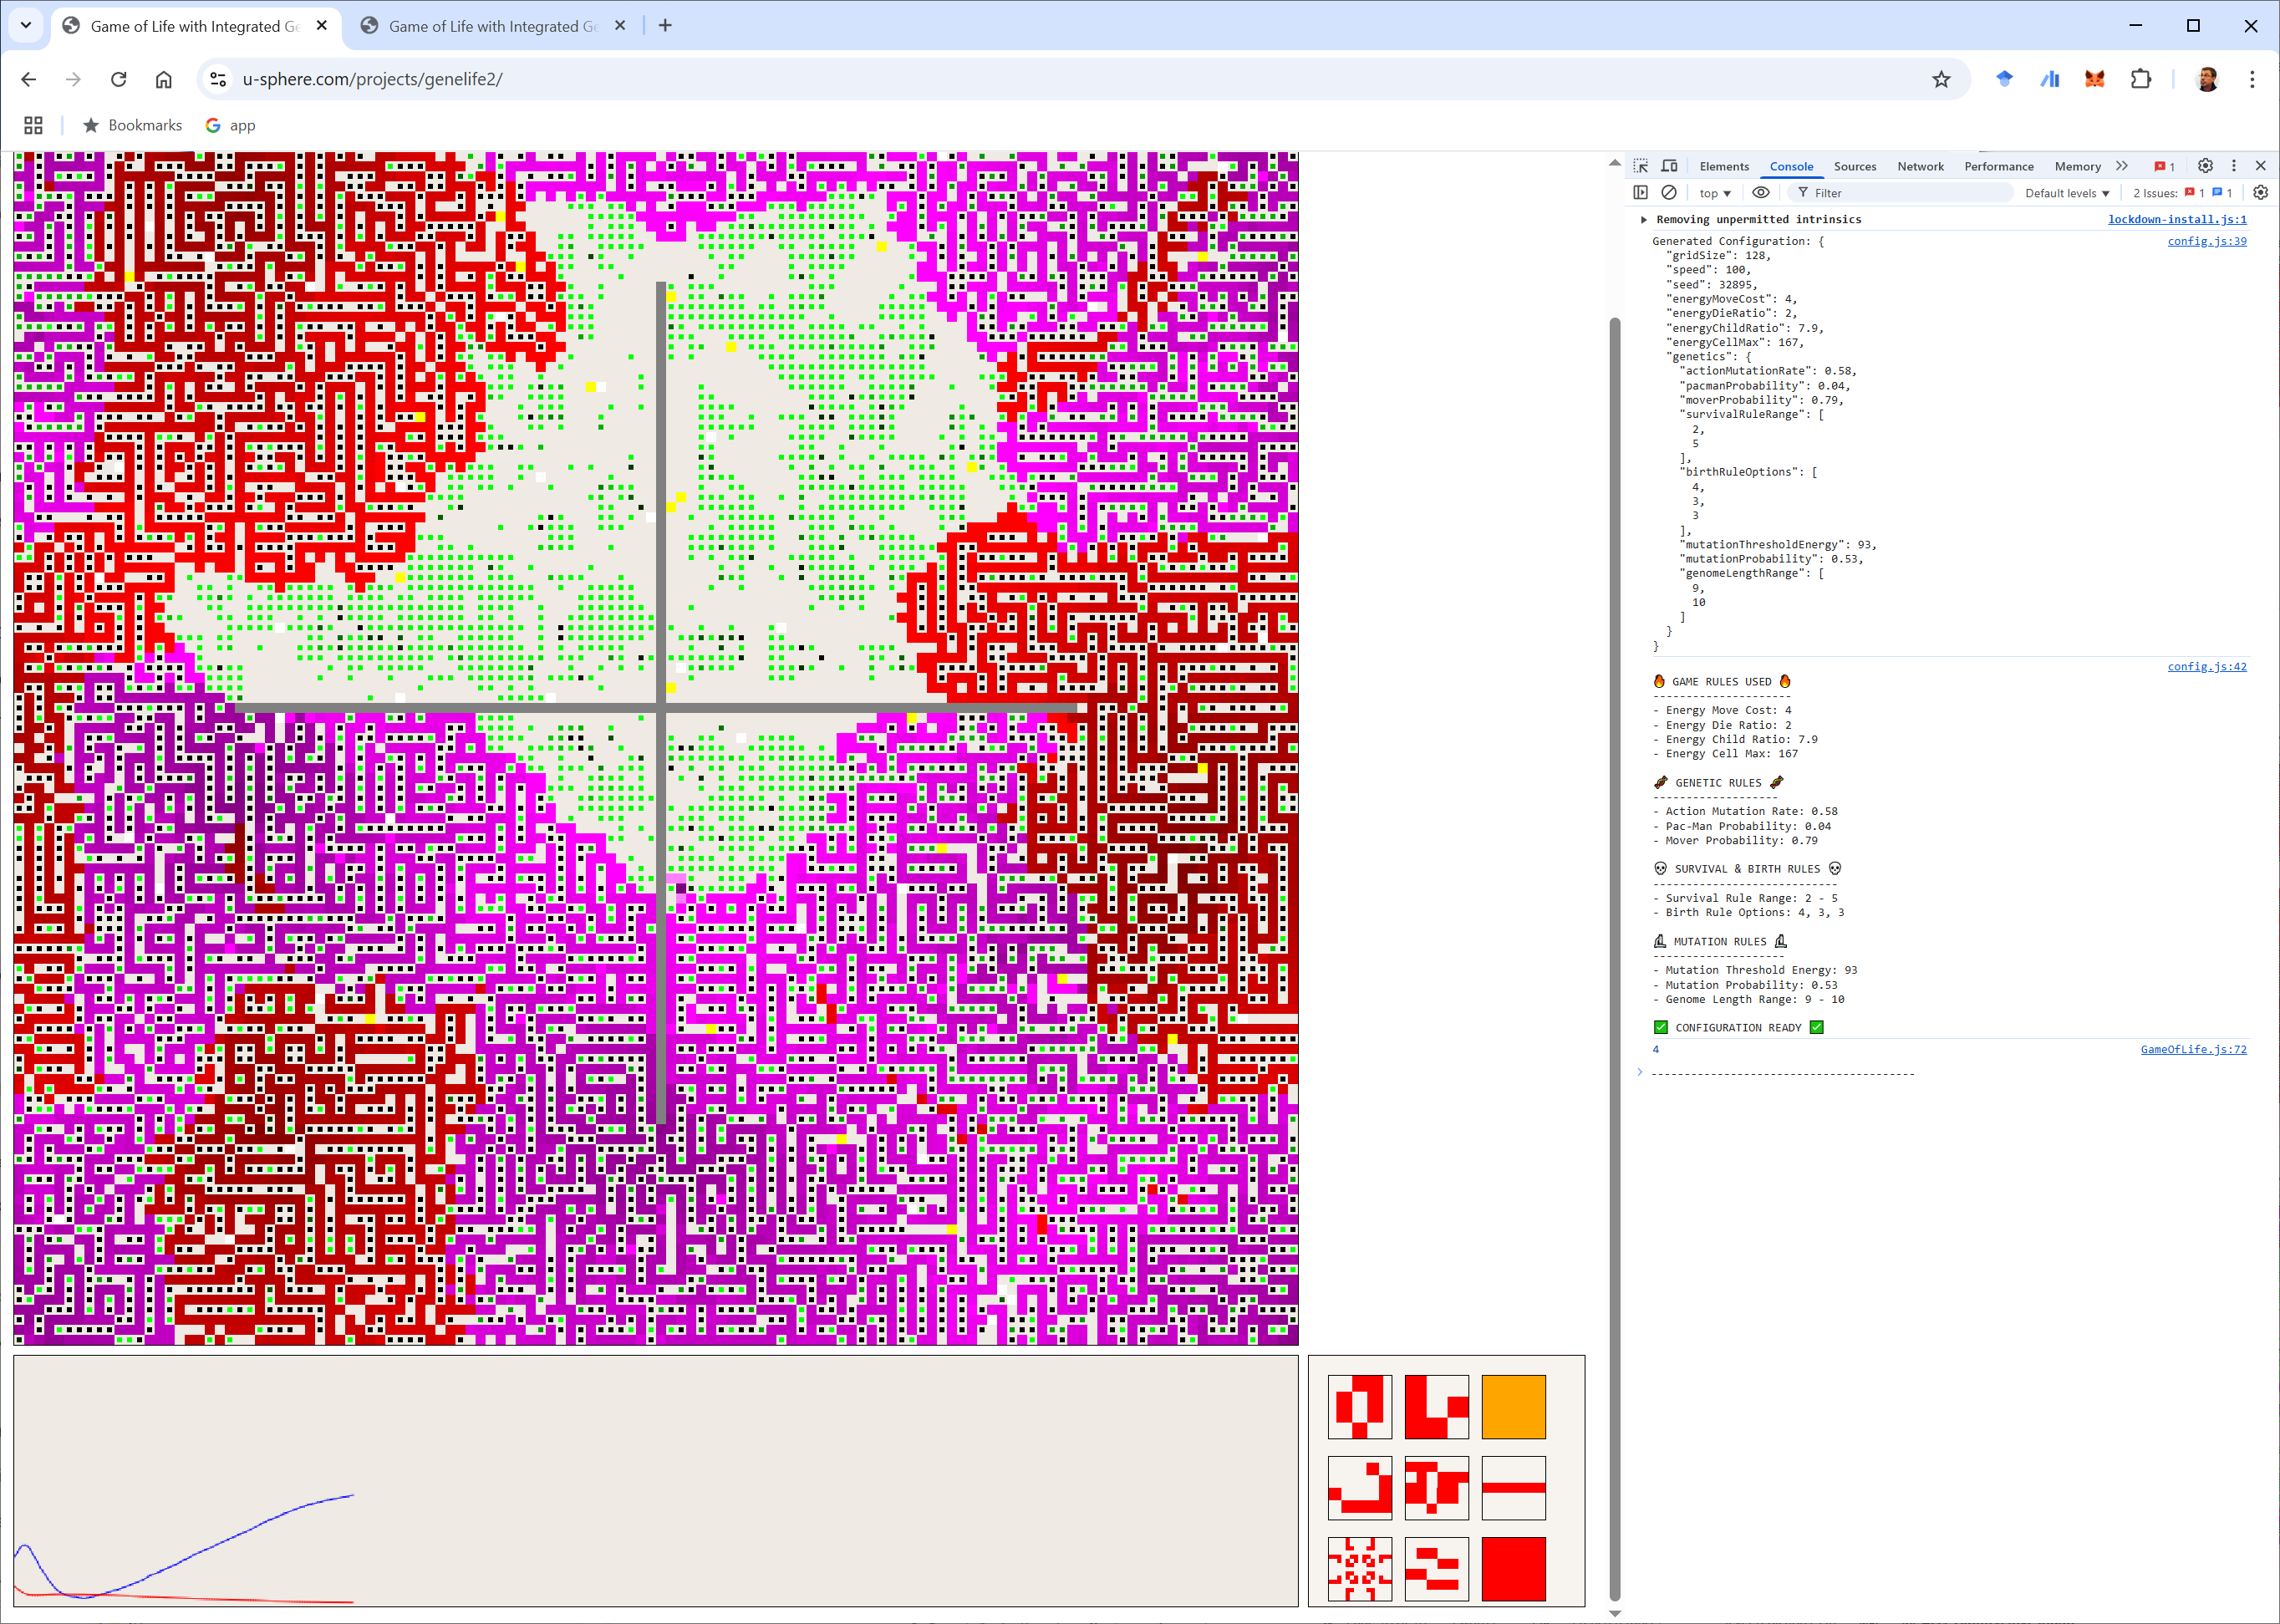 Game of Life with Integrated Ge
Game of Life with Integrated Ge
u-sphere.com/projects/genelife2/
Bookmarks
app
Elements Console Sources Network Performance Memory 1
top Filter Default levels 2 Issues: 1 1
Removing unpermitted intrinsics lockdown-install.js:1
Generated Configuration: { config.js:39
"gridSize": 128,
"speed": 100,
"seed": 32895,
"energyMoveCost": 4,
"energyDieRatio": 2,
"energyChildRatio": 7.9,
"energyCellMax": 167,
"genetics": {
"actionMutationRate": 0.58,
"pacmanProbability": 0.04,
"moverProbability": 0.79,
"survivalRuleRange": [
2,
5
],
"birthRuleOptions": [
4,
3,
3
],
"mutationThresholdEnergy": 93,
"mutationProbability": 0.53,
"genomeLengthRange": [
9,
10
]
}
}
config.js:42
🔥 GAME RULES USED 🔥
---------------------
- Energy Move Cost: 4
- Energy Die Ratio: 2
- Energy Child Ratio: 7.9
- Energy Cell Max: 167
GENETIC RULES
-------------------
- Action Mutation Rate: 0.58
- Pac-Man Probability: 0.04
- Mover Probability: 0.79
💀 SURVIVAL & BIRTH RULES 💀
----------------------------
- Survival Rule Range: 2 - 5
- Birth Rule Options: 4, 3, 3
MUTATION RULES
--------------------
- Mutation Threshold Energy: 93
- Mutation Probability: 0.53
- Genome Length Range: 9 - 10
✅ CONFIGURATION READY ✅
4 GameOfLife.js:72
----------------------------------------